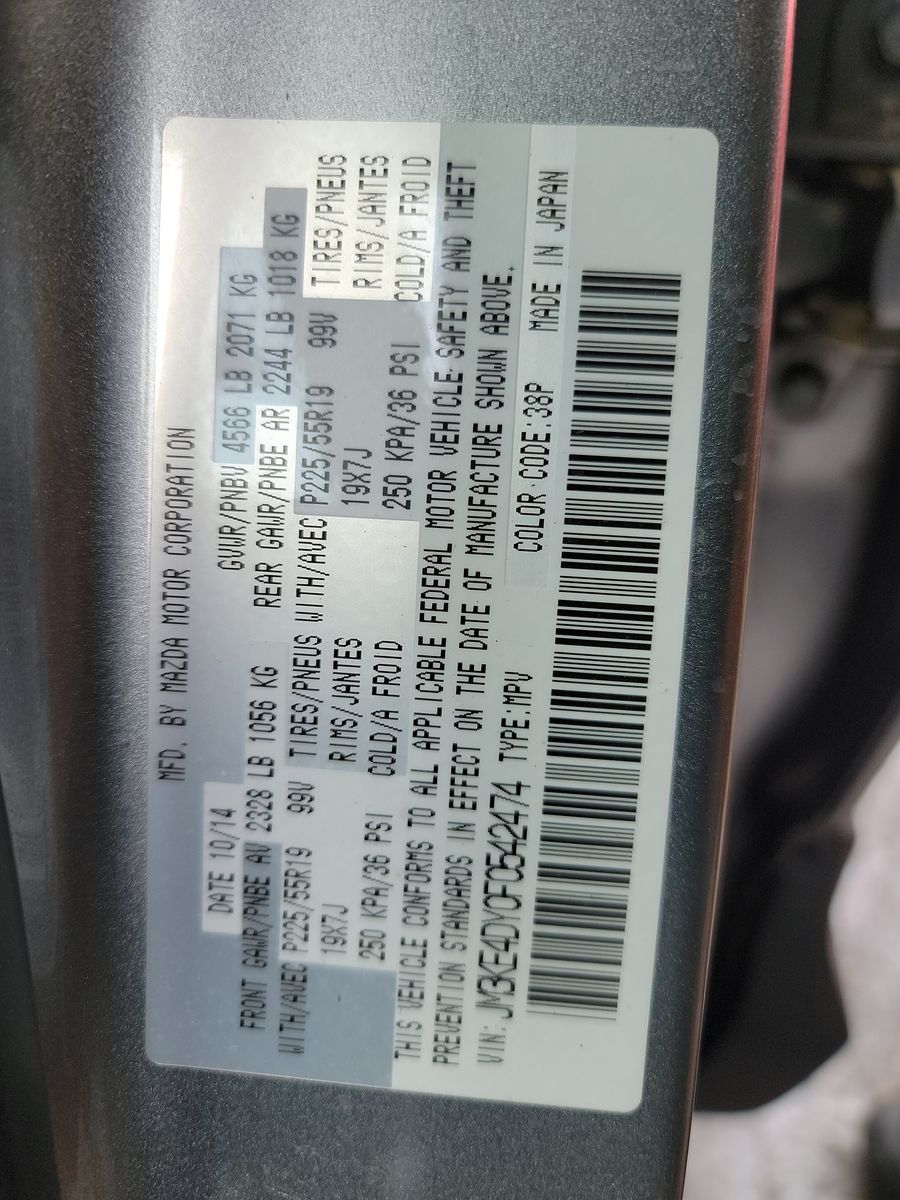 MFD. BY MAZDA MOTOR CORPORATION
DATE 10/14 GVWR/PNBV 4566 LB 2071 KG
FRONT GAWR/PNBE AV 2328 LB 1056 KG REAR GAWR/PNBE AR 2244 LB 1018 KG
WITH/AVEC P225/55R19 99V TIRES/PNEUS WITH/AVEC P225/55R19 99V TIRES/PNEUS
19X7J RIMS/JANTES 19X7J RIMS/JANTES
250 KPA/36 PSI COLD/A FROID 250 KPA/36 PSI COLD/A FROID
THIS VEHICLE CONFORMS TO ALL APPLICABLE FEDERAL MOTOR VEHICLE SAFETY AND THEFT
PREVENTION STANDARDS IN EFFECT ON THE DATE OF MANUFACTURE SHOWN ABOVE.
VIN: JM3KE4DY0F0542474 TYPE:MPV COLOR CODE:38P MADE IN JAPAN